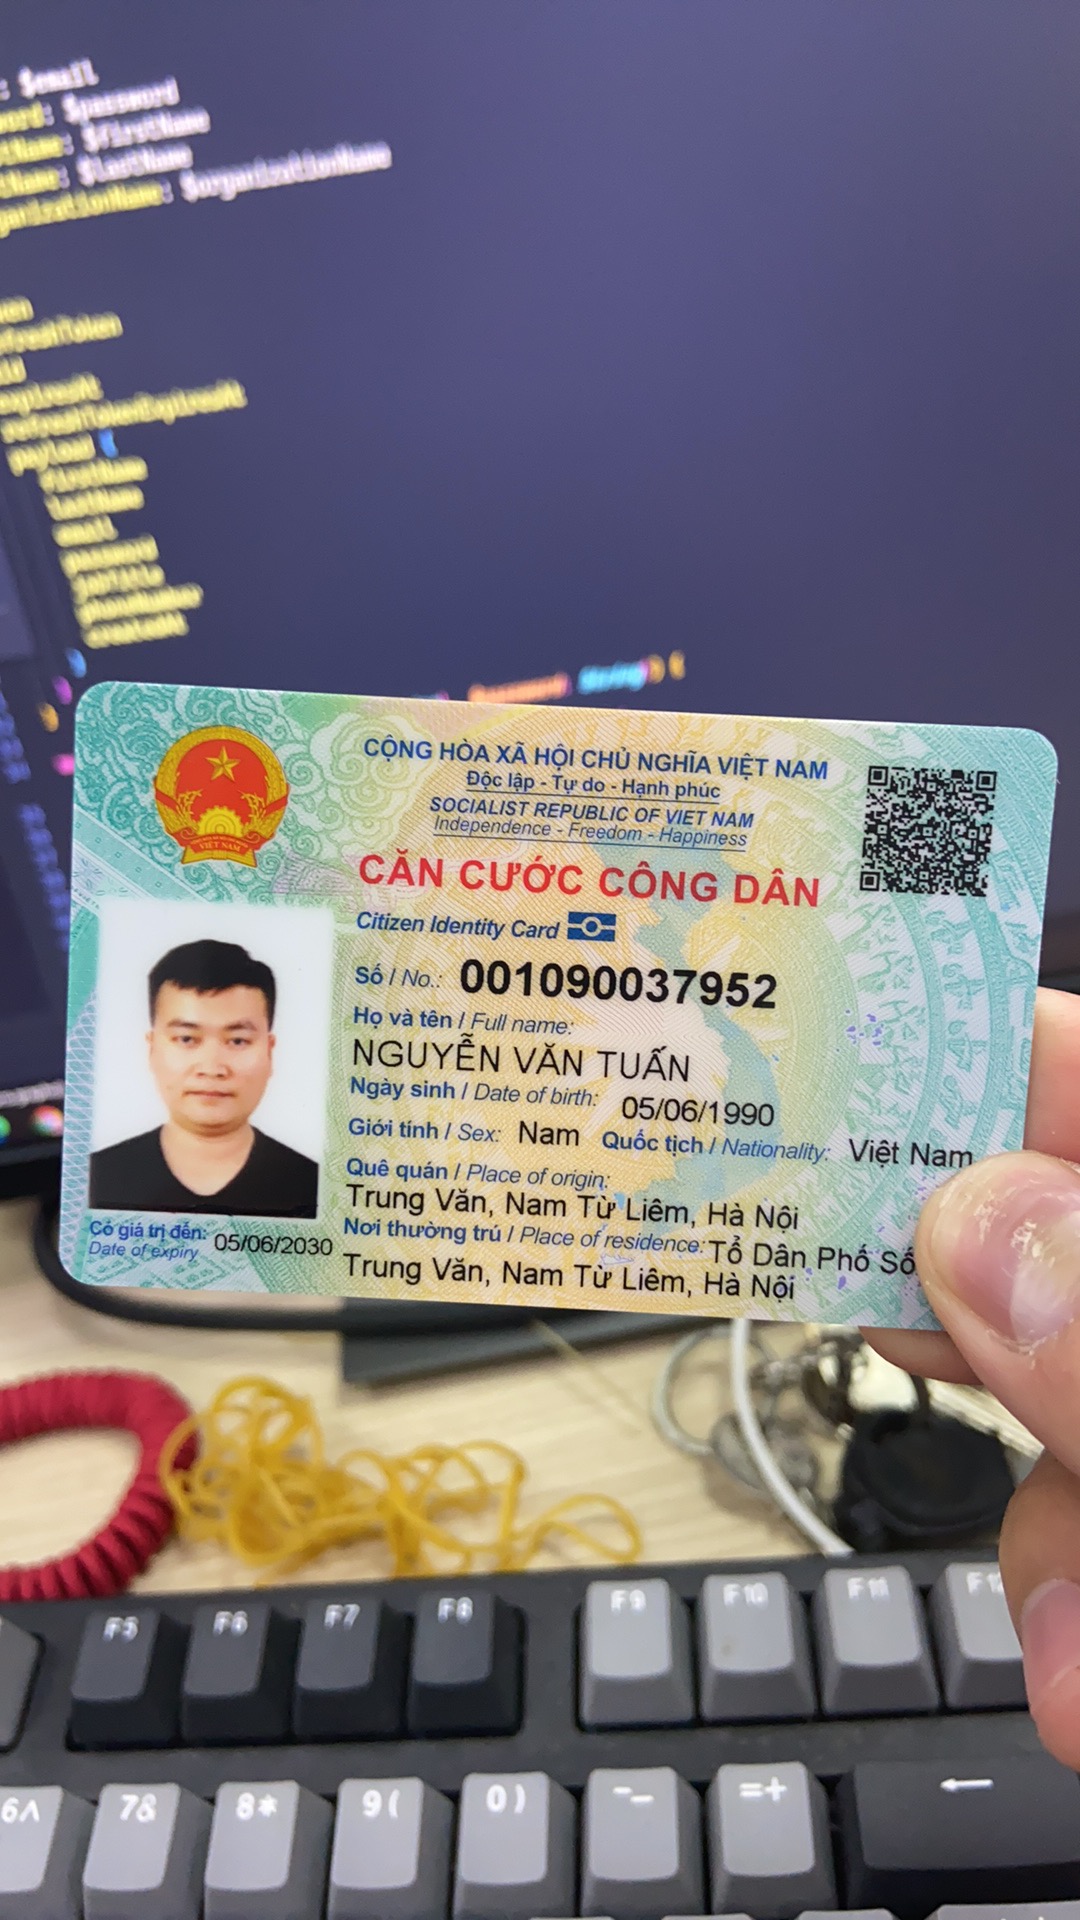 $email
$password
$firstName
$lastName
$organizationName
CỘNG HÒA XÃ HỘI CHỦ NGHĨA VIỆT NAM
Độc lập - Tự do - Hạnh phúc
SOCIALIST REPUBLIC OF VIET NAM
Independence - Freedom - Happiness
VIỆT NAM
CĂN CƯỚC CÔNG DÂN
Citizen Identity Card
Số / No.: 001090037952
Họ và tên / Full name:
NGUYỄN VĂN TUẤN
Ngày sinh / Date of birth: 05/06/1990
Giới tính / Sex: Nam Quốc tịch / Nationality: Việt Nam
Quê quán / Place of origin:
Trung Văn, Nam Từ Liêm, Hà Nội
Nơi thường trú / Place of residence: Tổ Dân Phố Số
Trung Văn, Nam Từ Liêm, Hà Nội
Có giá trị đến: 05/06/2030
Date of expiry
F5 F6 F7 F8 F9 F10 F11
6^ 7& 8* 9( 0) -_ =+ ←